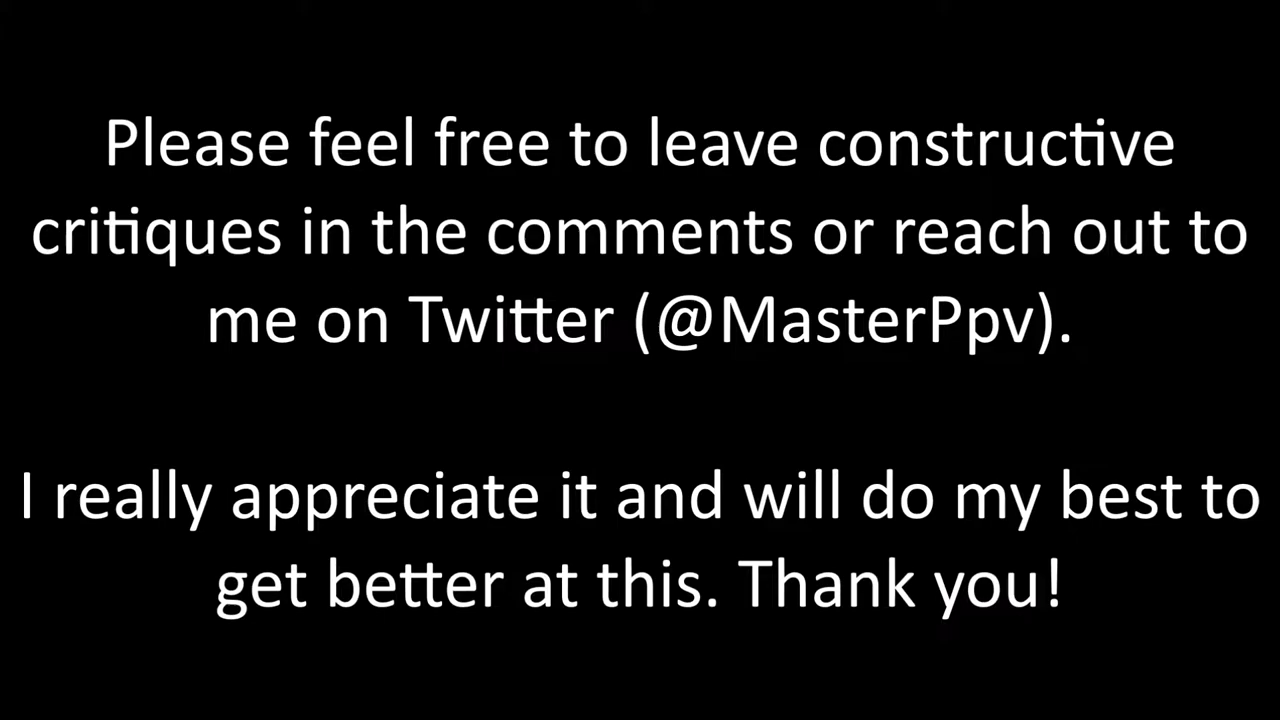 Please feel free to leave constructive
critiques in the comments or reach out to
me on Twitter (@MasterPpv).
I really appreciate it and will do my best to
get better at this. Thank you!